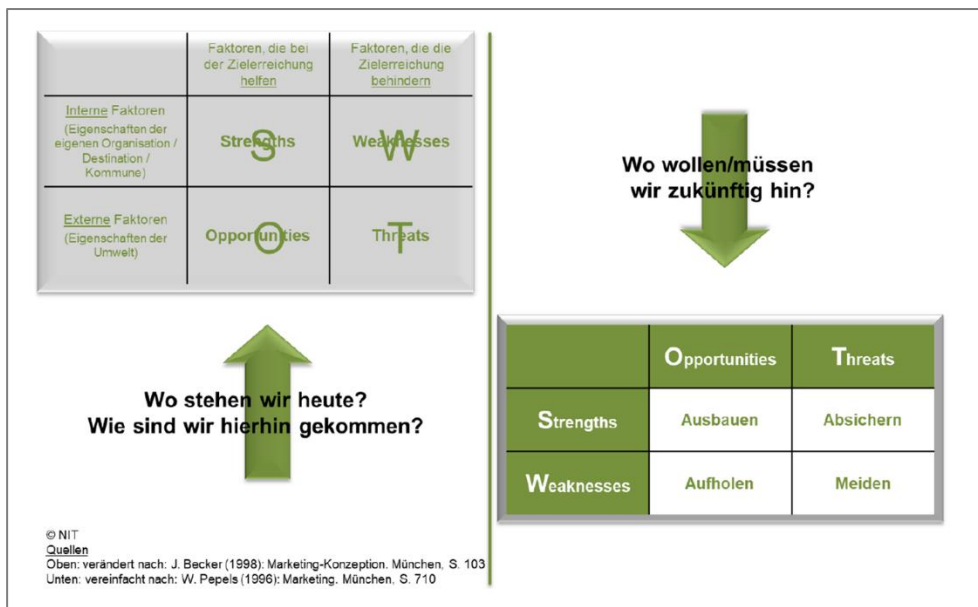 Faktoren, die bei
der Zielerreichung
helfen
Faktoren, die die
Zielerreichung
behindern
Interne Faktoren
(Eigenschaften der
eigenen Organisation /
Destination /
Kommune)
S
Strengths
W
Weaknesses
Externe Faktoren
(Eigenschaften der
Umwelt)
O
Opportunities
T
Threats
Wo stehen wir heute?
Wie sind wir hierhin gekommen?
Wo wollen/müssen
wir zukünftig hin?
Opportunities
Threats
Strengths
Ausbauen
Absichern
Weaknesses
Aufholen
Meiden
© NIT
Quellen
Oben: verändert nach: J. Becker (1998): Marketing-Konzeption. München, S. 103
Unten: vereinfacht nach: W. Pepels (1996): Marketing. München, S. 710